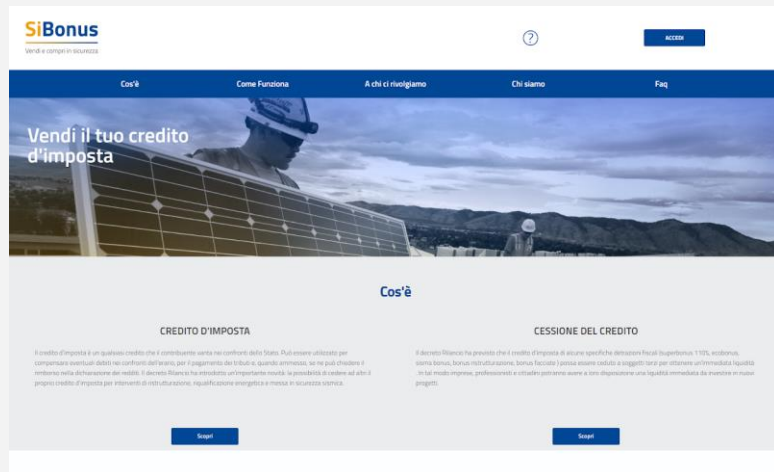 SiBonus
Vendi e compri in sicurezza
?
ACCEDI
Cos'è
Come Funziona
A chi ci rivolgiamo
Chi siamo
Faq
Vendi il tuo credito
d'imposta
Cos'è
CREDITO D'IMPOSTA
Il credito d'imposta è un qualsiasi credito che il contribuente vanta nei confronti dello Stato. Può essere utilizzato per
compensare eventuali debiti nei confronti dell'erario, per il pagamento dei tributi e, quando ammesso, se ne può chiedere il
rimborso nella dichiarazione dei redditi. Il decreto Rilancio ha introdotto un'importante novità: la possibilità di cedere ad altri il
proprio credito d'imposta per interventi di ristrutturazione, riqualificazione energetica e messa in sicurezza sismica.
Scopri
CESSIONE DEL CREDITO
Il decreto Rilancio ha previsto che il credito d'imposta di alcune specifiche detrazioni fiscali (superbonus 110%, ecobonus,
sisma bonus, bonus ristrutturazione, bonus facciate ) possa essere ceduto a soggetti terzi per ottenere un'immediata liquidità
. In tal modo imprese, professionisti e cittadini potranno avere a loro disposizione una liquidità immediata da investire in nuovi
progetti.
Scopri